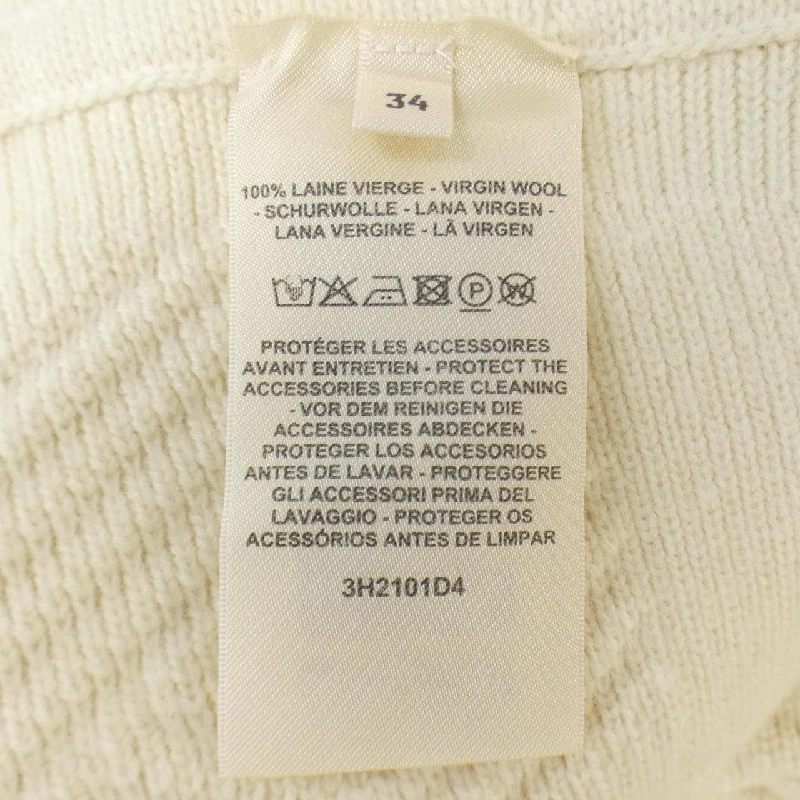 34
100% LAINE VIERGE - VIRGIN WOOL
- SCHURWOLLE - LANA VIRGEN -
LANA VERGINE - LÃ VIRGEN
P W
PROTÉGER LES ACCESSOIRES
AVANT ENTRETIEN - PROTECT THE
ACCESSORIES BEFORE CLEANING
- VOR DEM REINIGEN DIE
ACCESSOIRES ABDECKEN -
PROTEGER LOS ACCESORIOS
ANTES DE LAVAR - PROTEGGERE
GLI ACCESSORI PRIMA DEL
LAVAGGIO - PROTEGER OS
ACESSÓRIOS ANTES DE LIMPAR
3H2101D4